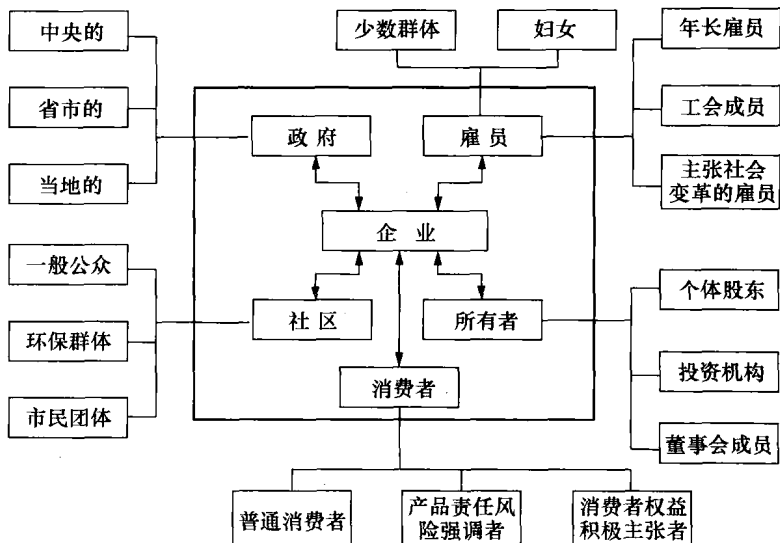 中央的
少数群体
妇女
年长雇员
省市的
工会成员
政府
雇员
当地的
主张社会
变革的雇员
企业
一般公众
个体股东
社区
所有者
环保群体
投资机构
消费者
市民团体
董事会成员
普通消费者
产品责任风
险强调者
消费者权益
积极主张者